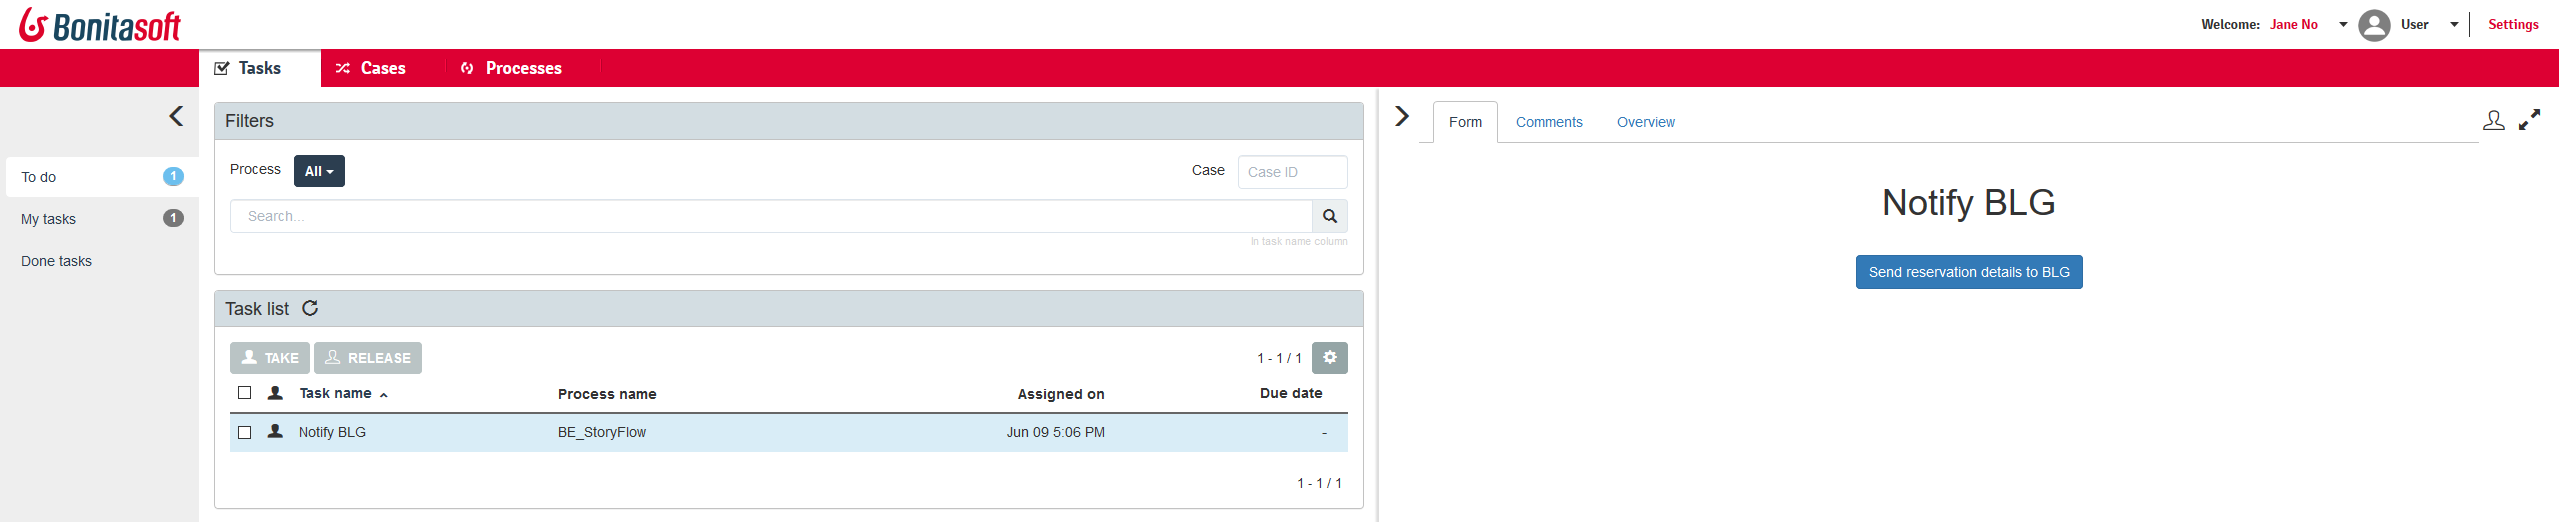 Bonitasoft
Welcome: Jane No User Settings
Tasks Cases Processes
To do 1
My tasks 1
Done tasks
Filters
Process All Case Case ID
Search...
In task name column
Task list
TAKE RELEASE 1 - 1 / 1
Task name Process name Assigned on Due date
Notify BLG BE_StoryFlow Jun 09 5:06 PM -
1 - 1 / 1
Form Comments Overview
Notify BLG
Send reservation details to BLG